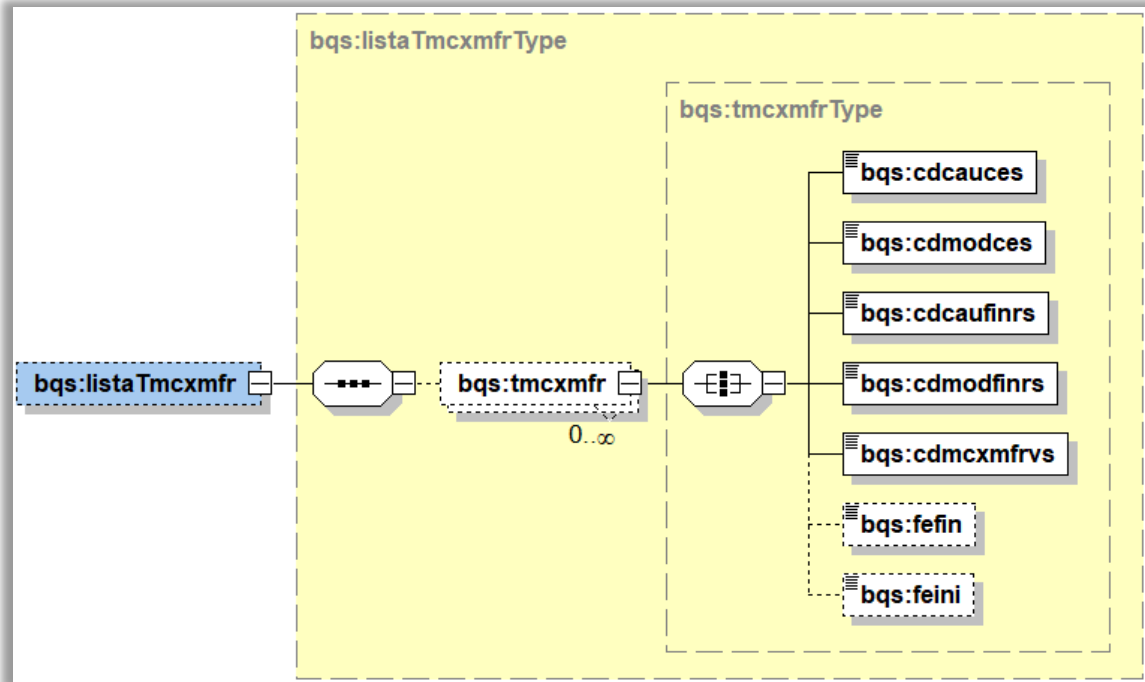 bqs:listaTmcxmfrType
bqs:tmcxmfrType
bqs:cdcauces
bqs:cdmodces
bqs:cdcaufinrs
bqs:listaTmcxmfr
bqs:tmcxmfr
bqs:cdmodfinrs
0..∞
bqs:cdmcxmfrvs
bqs:fefin
bqs:feini